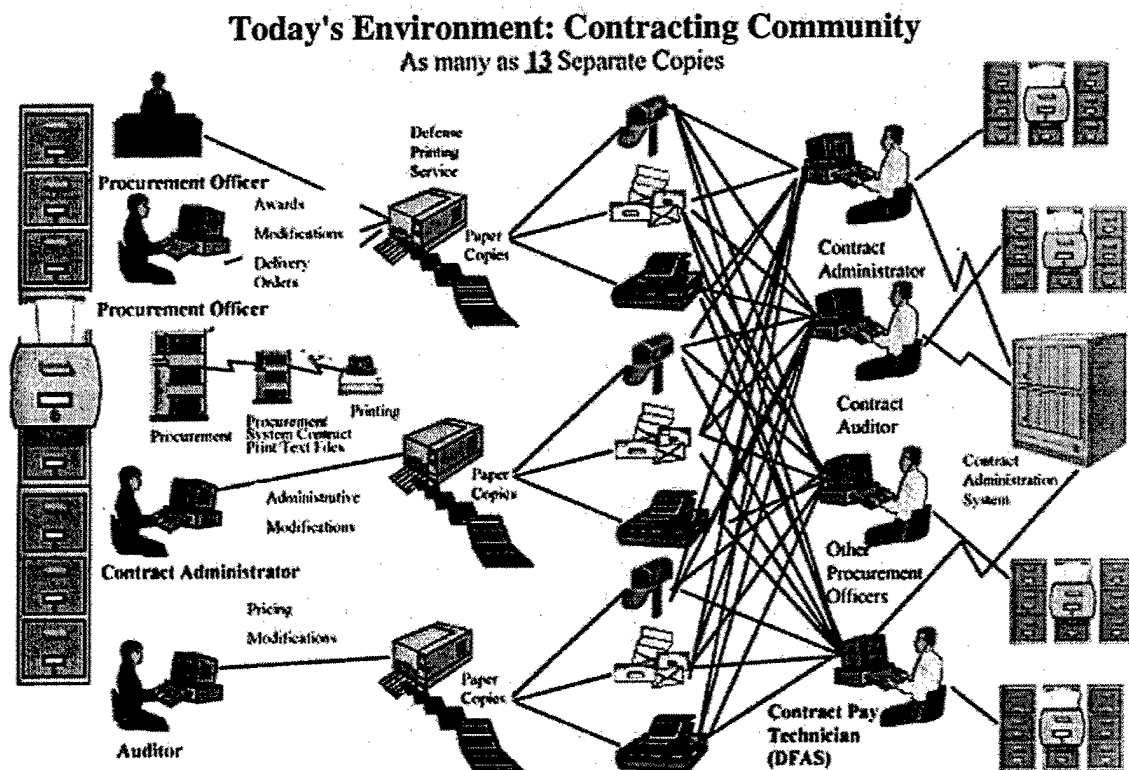 Today's Environment: Contracting Community
As many as 13 Separate Copies
Procurement Officer
Awards
Modifications
Delivery
Orders
Procurement Officer
Defense
Printing
Service
Paper
Copies
Procurement
Procurement
System Contract
Print Text Files
Printing
Administrative
Modifications
Contract Administrator
Paper
Copies
Pricing
Modifications
Auditor
Paper
Copies
Contract
Administrator
Contract
Auditor
Other
Procurement
Officers
Contract Pay
Technician
(DFAS)
Contract
Administration
System